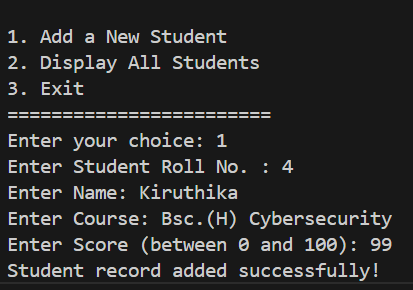 1. Add a New Student
2. Display All Students
3. Exit
========================
Enter your choice: 1
Enter Student Roll No. : 4
Enter Name: Kiruthika
Enter Course: Bsc.(H) Cybersecurity
Enter Score (between 0 and 100): 99
Student record added successfully!